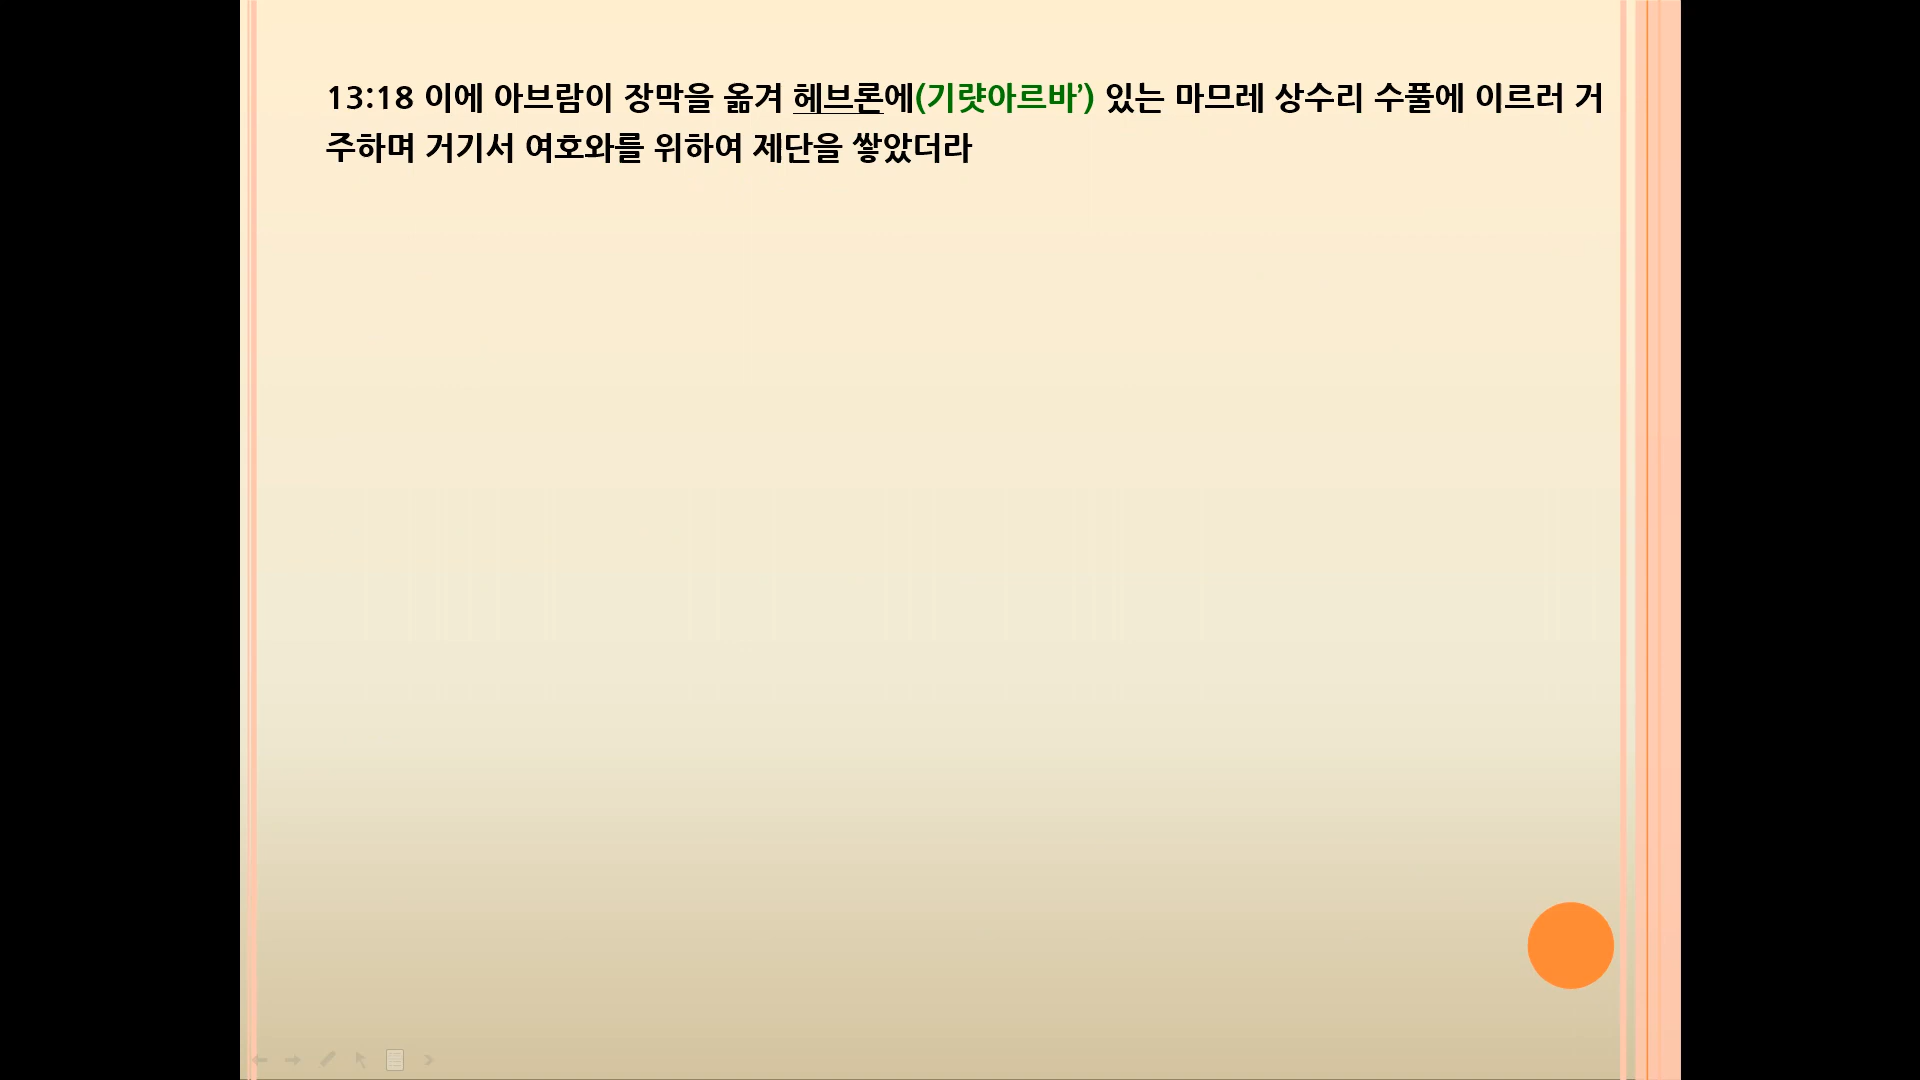 13:18 이에 아브람이 장막을 옮겨 헤브론에(기럇아르바’) 있는 마므레 상수리 수풀에 이르러 거
주하며 거기서 여호와를 위하여 제단을 쌓았더라